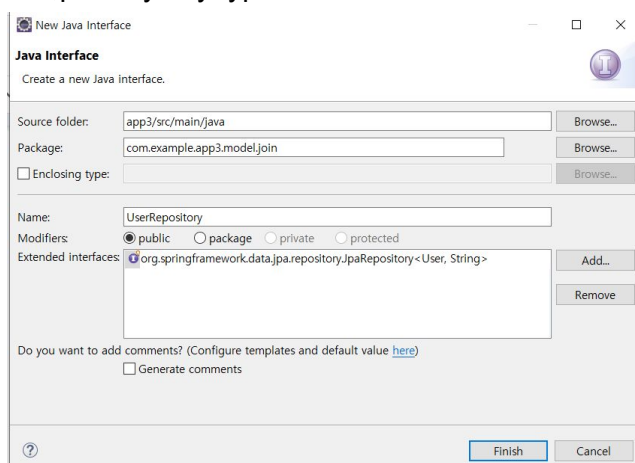 New Java Interface
Java Interface
Create a new Java interface.
Source folder: app3/src/main/java Browse...
Package: com.example.app3.model.join Browse...
Enclosing type: Browse...
Name: UserRepository
Modifiers: public package private protected
Extended interfaces: org.springframework.data.jpa.repository.JpaRepository<User, String> Add...
Remove
Do you want to add comments? (Configure templates and default value here)
Generate comments
Finish Cancel